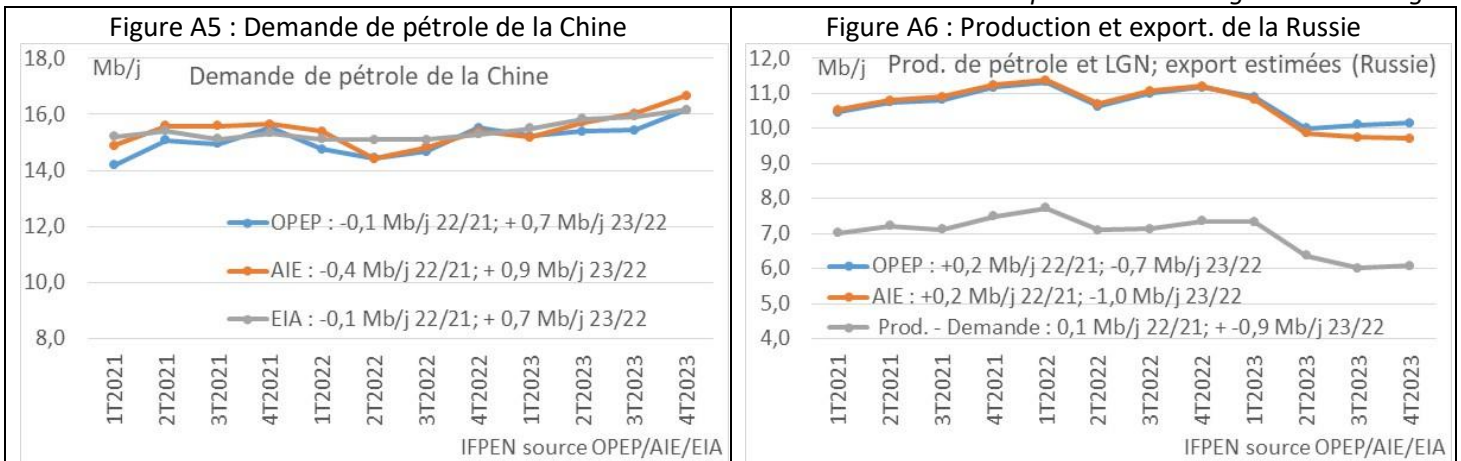 Figure A5 : Demande de pétrole de la Chine
18,0
Mb/j
Demande de pétrole de la Chine
16,0
14,0
12,0
10,0
8,0
OPEP : -0,1 Mb/j 22/21; + 0,7 Mb/j 23/22
AIE : -0,4 Mb/j 22/21; + 0,9 Mb/j 23/22
EIA : -0,1 Mb/j 22/21; + 0,7 Mb/j 23/22
1T2021
2T2021
3T2021
4T2021
1T2022
2T2022
3T2022
4T2022
1T2023
2T2023
3T2023
4T2023
IFPEN source OPEP/AIE/EIA
Figure A6 : Production et export. de la Russie
12,0
Mb/j
Prod. de pétrole et LGN; export estimées (Russie)
11,0
10,0
9,0
8,0
7,0
6,0
5,0
4,0
OPEP : +0,2 Mb/j 22/21; -0,7 Mb/j 23/22
AIE : +0,2 Mb/j 22/21; -1,0 Mb/j 23/22
Prod. - Demande : 0,1 Mb/j 22/21; + -0,9 Mb/j 23/22
1T2021
2T2021
3T2021
4T2021
1T2022
2T2022
3T2022
4T2022
1T2023
2T2023
3T2023
4T2023
IFPEN source OPEP/AIE/EIA